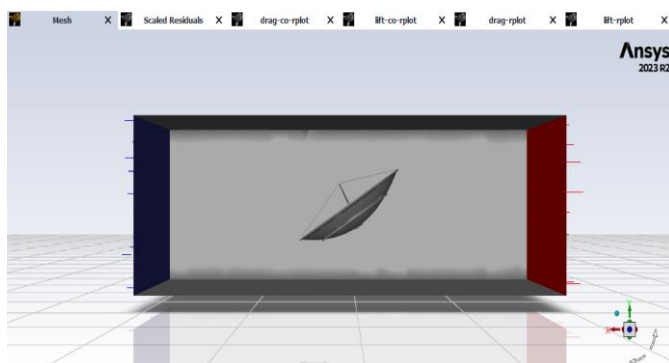 Mesh X Scaled Residuals X drag-co-rplot X lift-co-rplot X drag-rplot X lift-rplot X
Ansys
2023 R2
Y
X